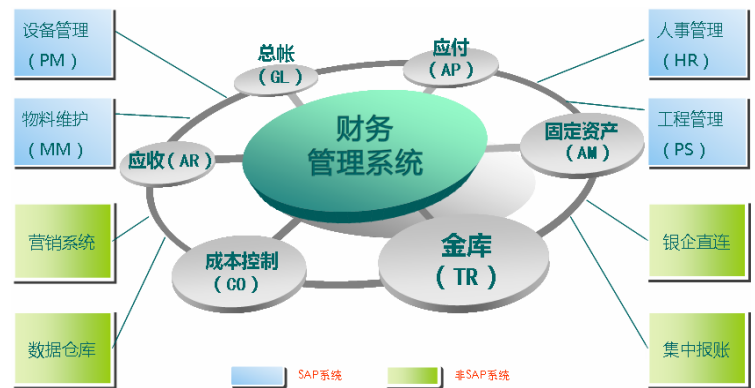 设备管理
（PM）
总帐
（GL）
应付
（AP）
人事管理
（HR）
物料维护
（MM）
财务
管理系统
固定资产
（AM）
工程管理
（PS）
应收（AR）
营销系统
成本控制
（CO）
金库
（TR）
银企直连
数据仓库
集中报账
SAP系统
非SAP系统